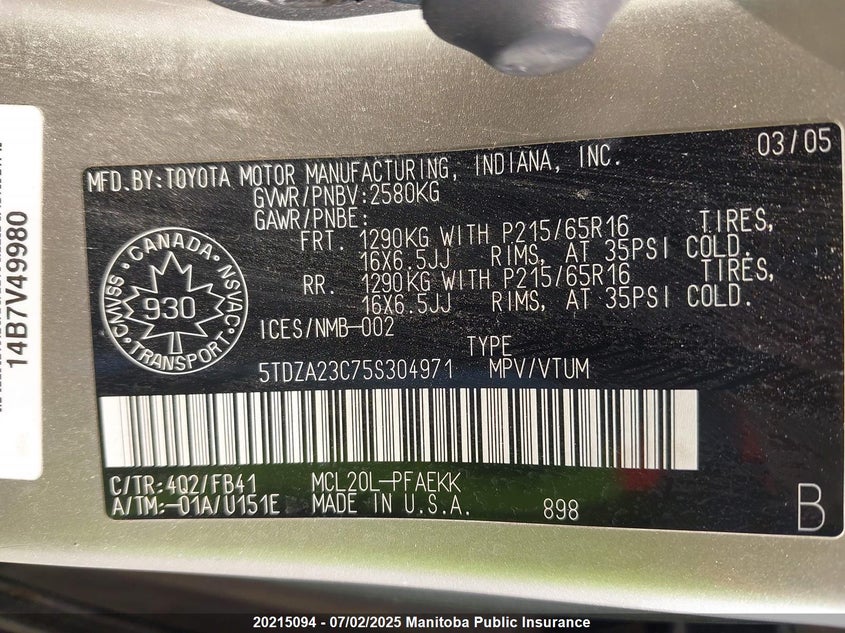 MFD.BY:TOYOTA MOTOR MANUFACTURING, INDIANA, INC. 03/05
GVWR/PNBV:2580KG
GAWR/PNBE:
FRT. 1290KG WITH P215/65R16 TIRES,
16X6.5JJ RIMS, AT 35PSI COLD.
RR. 1290KG WITH P215/65R16 TIRES,
16X6.5JJ RIMS, AT 35PSI COLD.
CANADA
CMVSS 930 NSVAC
TRANSPORT
ICES/NMB-002
TYPE
5TDZA23C75S304971 MPV/VTUM
C/TR:4Q2/FB41 MCL20L-PFAEKK
A/TM:-01A/U151E MADE IN U.S.A. 898 B
14B7V49980
20215094 - 07/02/2025 Manitoba Public Insurance